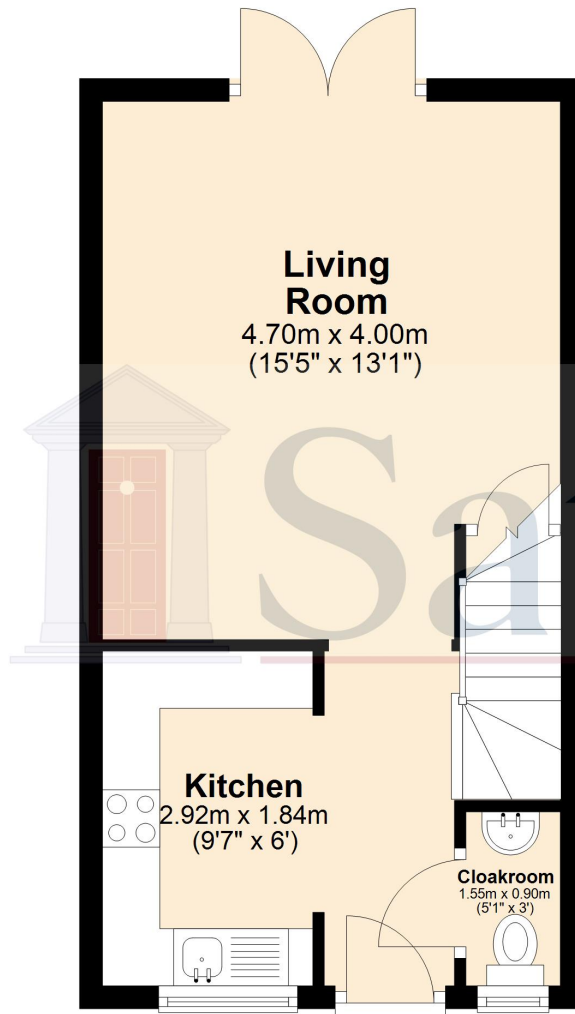 Living
Room
4.70m x 4.00m
(15'5" x 13'1")
Sa
Kitchen
2.92m x 1.84m
(9'7" x 6')
Cloakroom
1.55m x 0.90m
(5'1" x 3')